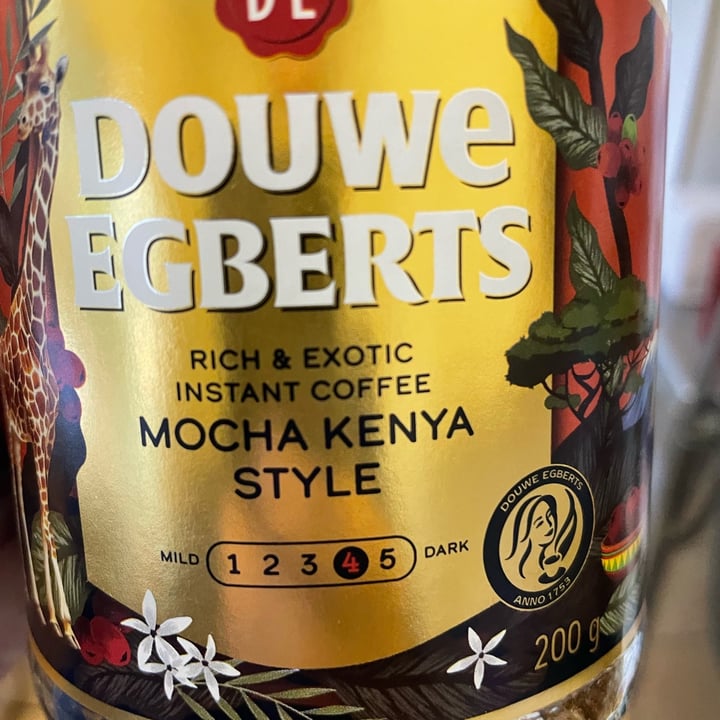 DE
DOUWE
EGBERTS
RICH & EXOTIC
INSTANT COFFEE
MOCHA KENYA
STYLE
MILD 1 2 3 4 5 DARK
DOUWE EGBERTS
ANNO 1753
200 g